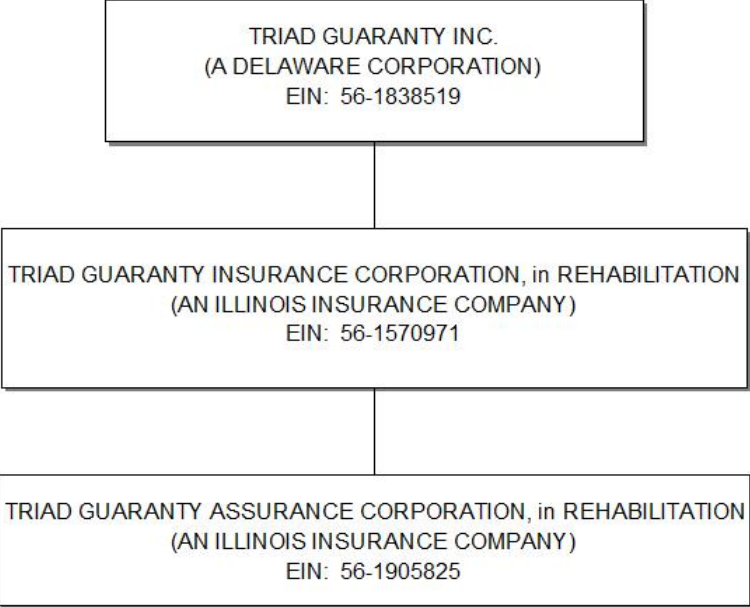 TRIAD GUARANTY INC.
(A DELAWARE CORPORATION)
EIN: 56-1838519
TRIAD GUARANTY INSURANCE CORPORATION, in REHABILITATION
(AN ILLINOIS INSURANCE COMPANY)
EIN: 56-1570971
TRIAD GUARANTY ASSURANCE CORPORATION, in REHABILITATION
(AN ILLINOIS INSURANCE COMPANY)
EIN: 56-1905825